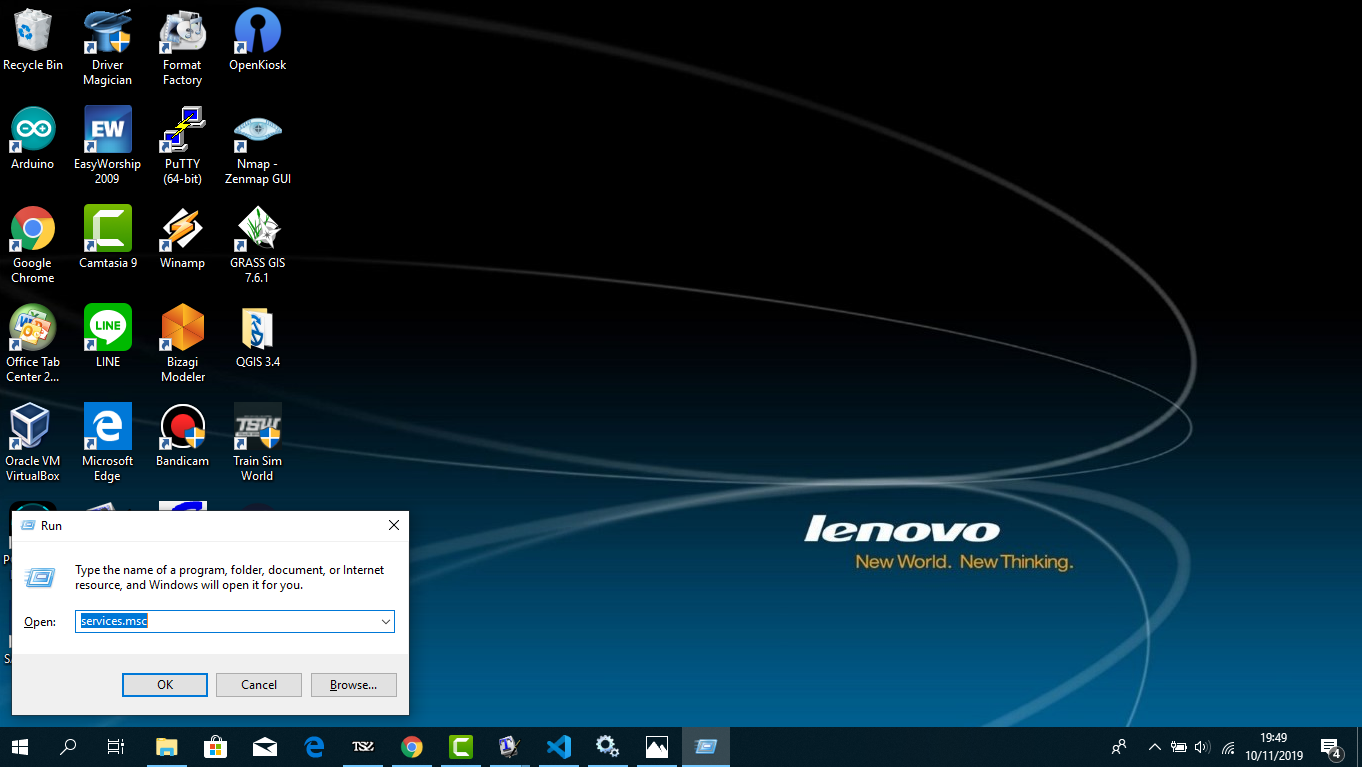 Recycle Bin
Driver
Magician
Format
Factory
OpenKiosk
Arduino
EW
EasyWorship
2009
PuTTY
(64-bit)
Nmap -
Zenmap GUI
Google
Chrome
Camtasia 9
Winamp
GRASS GIS
7.6.1
Office Tab
Center 2...
LINE
LINE
Bizagi
Modeler
QGIS 3.4
Oracle VM
VirtualBox
Microsoft
Edge
Bandicam
TSW
Train Sim
World
Run
Type the name of a program, folder, document, or Internet
resource, and Windows will open it for you.
Open:
services.msc
OK
Cancel
Browse...
lenovo
New World. New Thinking.
19:49
10/11/2019
4